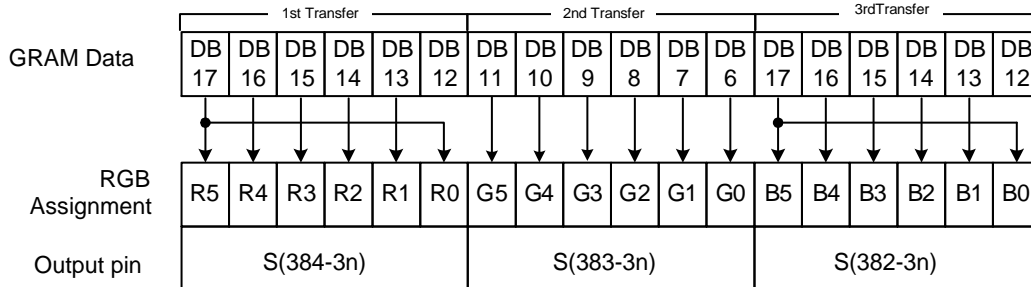 1st Transfer 2nd Transfer 3rdTransfer
GRAM Data DB 17 DB 16 DB 15 DB 14 DB 13 DB 12 DB 11 DB 10 DB 9 DB 8 DB 7 DB 6 DB 17 DB 16 DB 15 DB 14 DB 13 DB 12
RGB Assignment R5 R4 R3 R2 R1 R0 G5 G4 G3 G2 G1 G0 B5 B4 B3 B2 B1 B0
Output pin S(384-3n) S(383-3n) S(382-3n)